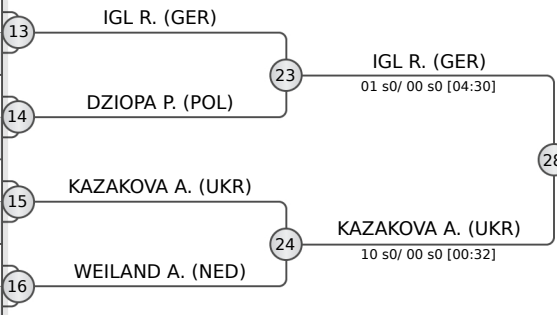 IGL R. (GER)
13
23
IGL R. (GER)
01 s0/ 00 s0 [04:30]
DZIOPA P. (POL)
14
28
KAZAKOVA A. (UKR)
15
24
KAZAKOVA A. (UKR)
10 s0/ 00 s0 [00:32]
WEILAND A. (NED)
16